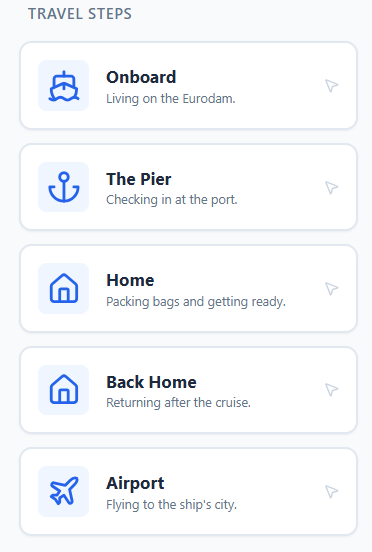 TRAVEL STEPS
Onboard
Living on the Eurodam.
The Pier
Checking in at the port.
Home
Packing bags and getting ready.
Back Home
Returning after the cruise.
Airport
Flying to the ship's city.